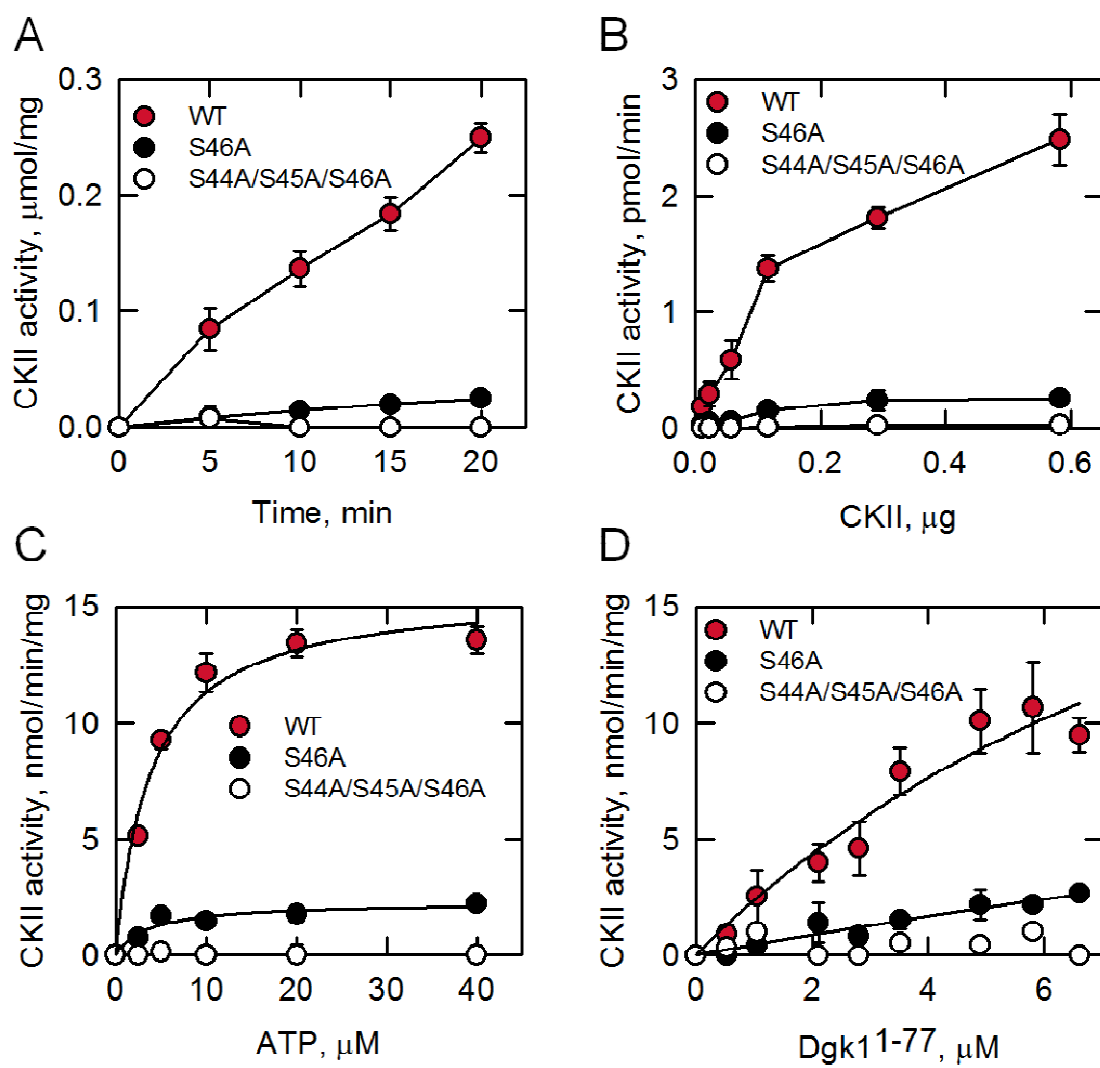 A
CKII activity, μmol/mg
0.3
0.2
0.1
0.0
WT
S46A
S44A/S45A/S46A
0 5 10 15 20
Time, min
B
CKII activity, pmol/min
3
2
1
0
WT
S46A
S44A/S45A/S46A
0.0 0.2 0.4 0.6
CKII, μg
C
CKII activity, nmol/min/mg
15
10
5
0
WT
S46A
S44A/S45A/S46A
0 10 20 30 40
ATP, μM
D
CKII activity, nmol/min/mg
15
10
5
0
WT
S46A
S44A/S45A/S46A
0 2 4 6
Dgk1¹⁻⁷⁷, μM